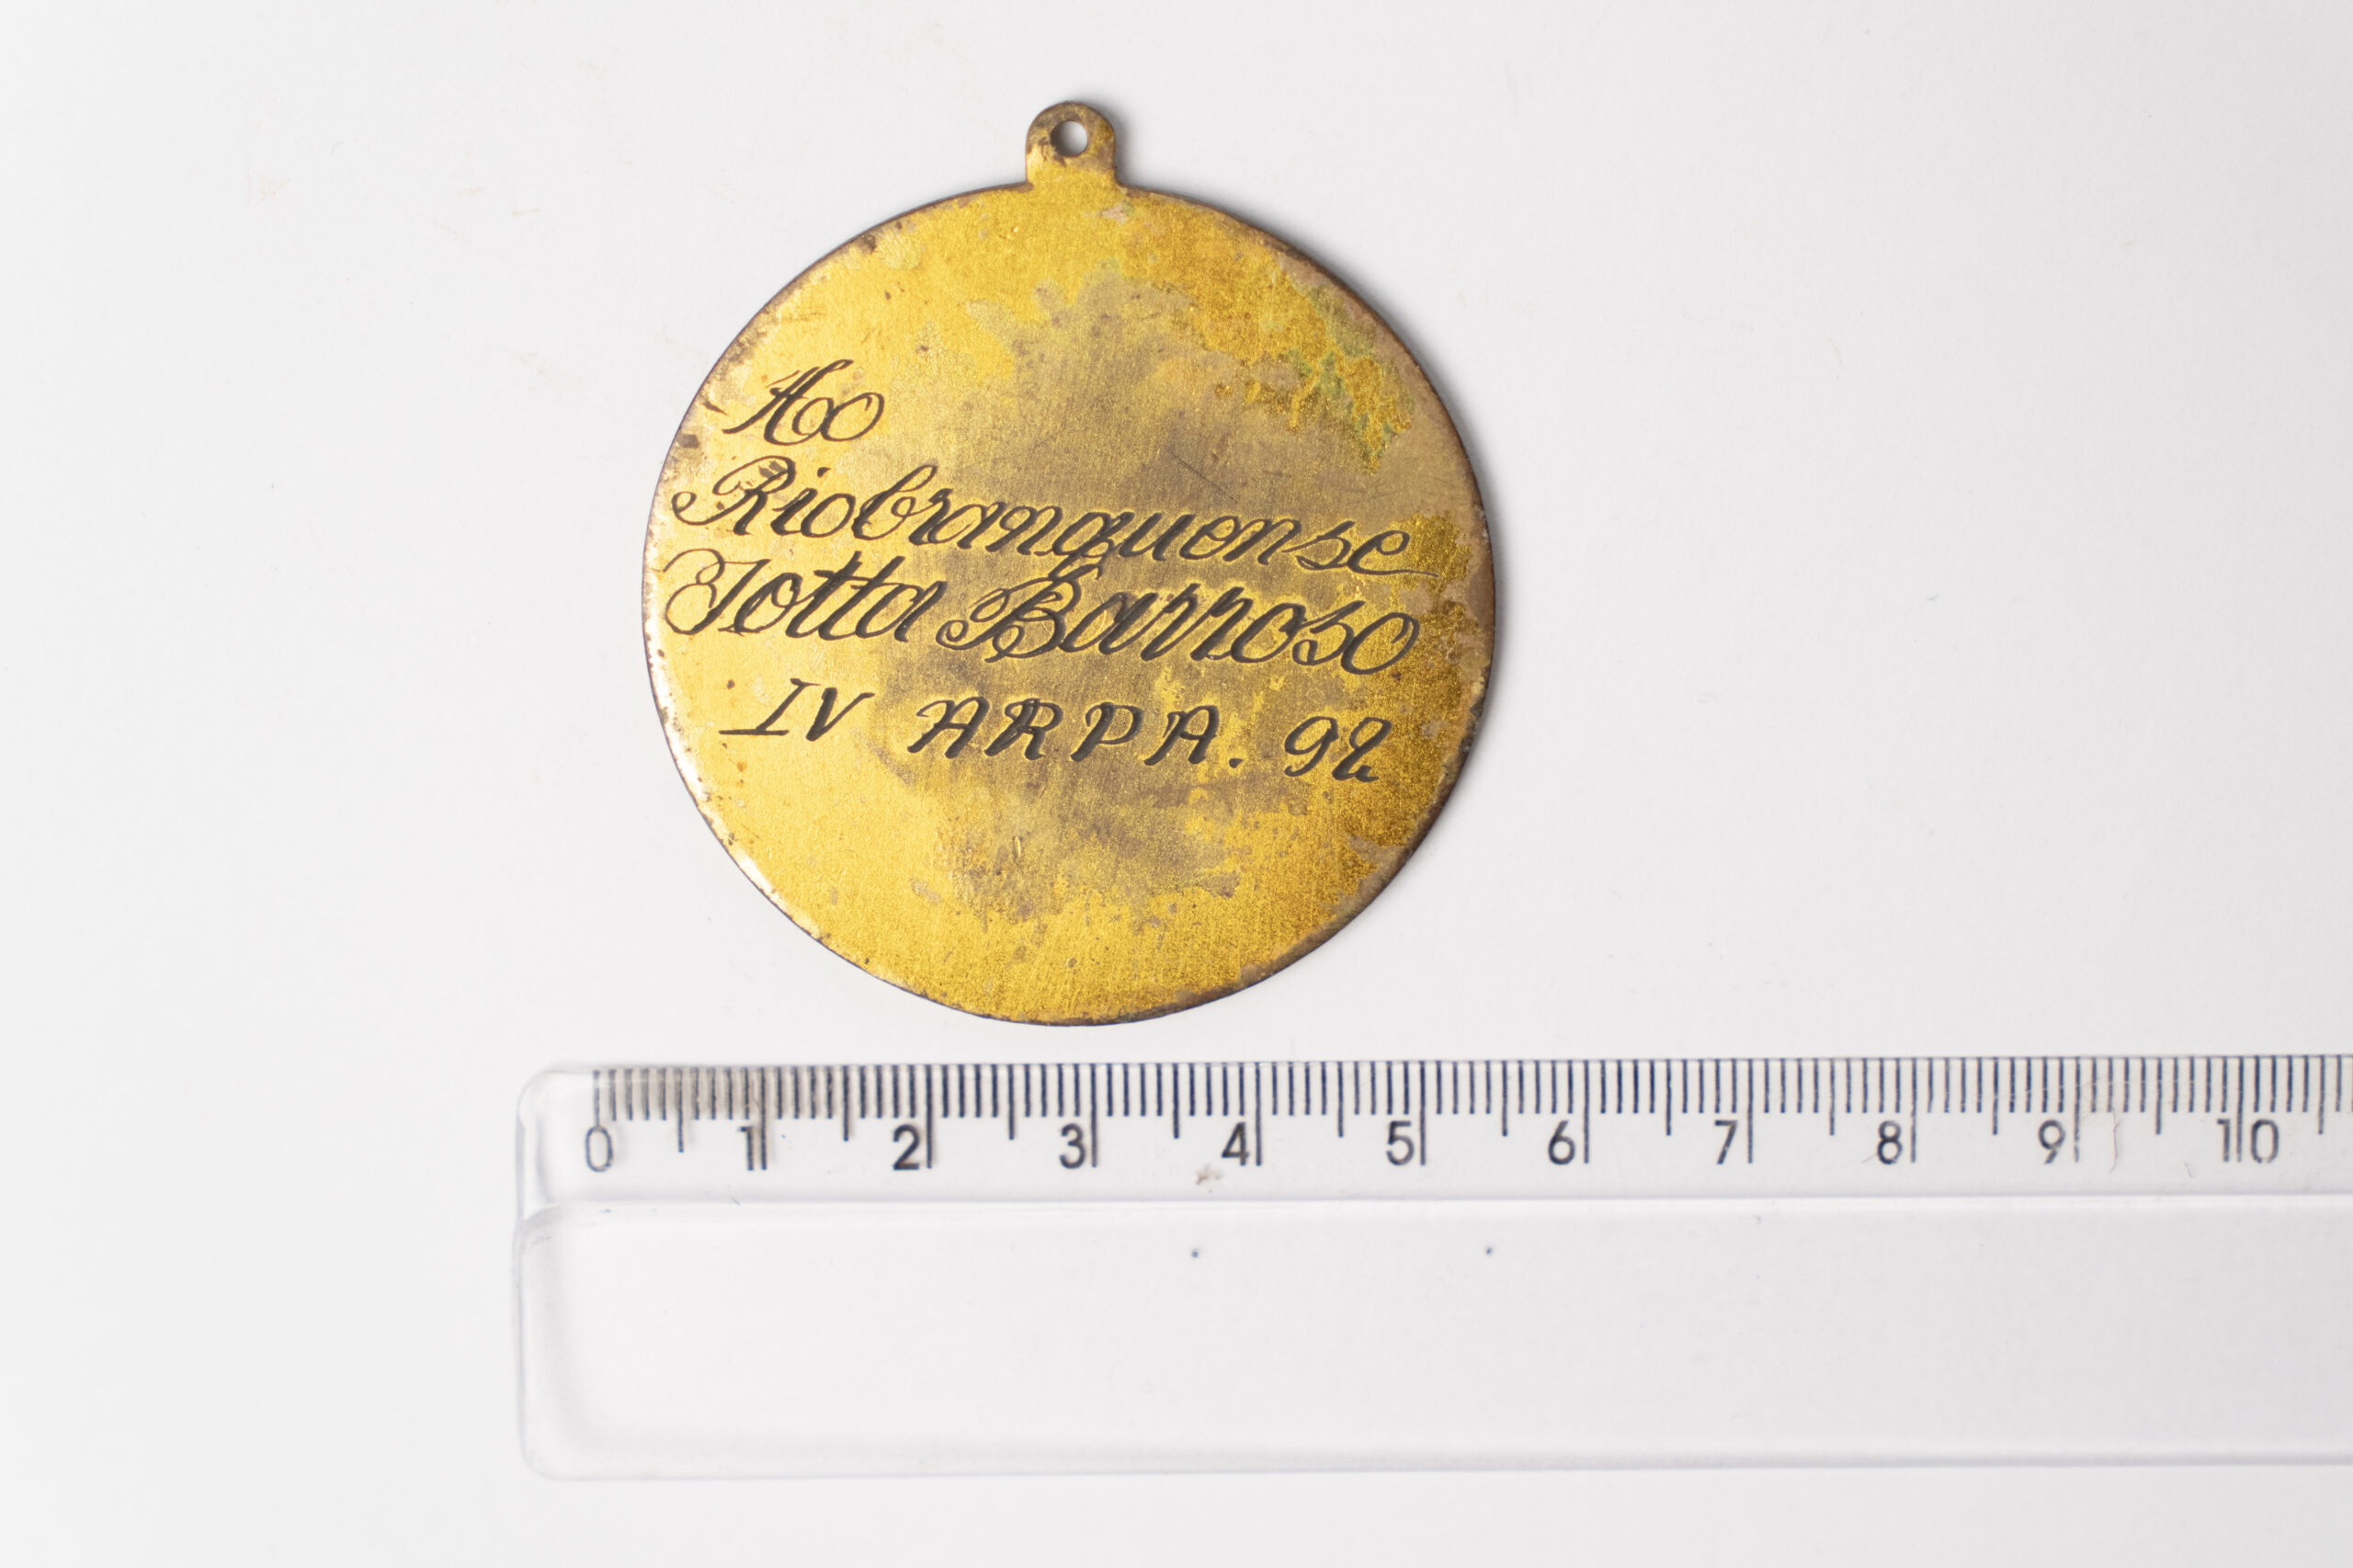 Ao
Riobranquense
Jotta Barroso
IV ARPA. 92
0 1 2 3 4 5 6 7 8 9 10